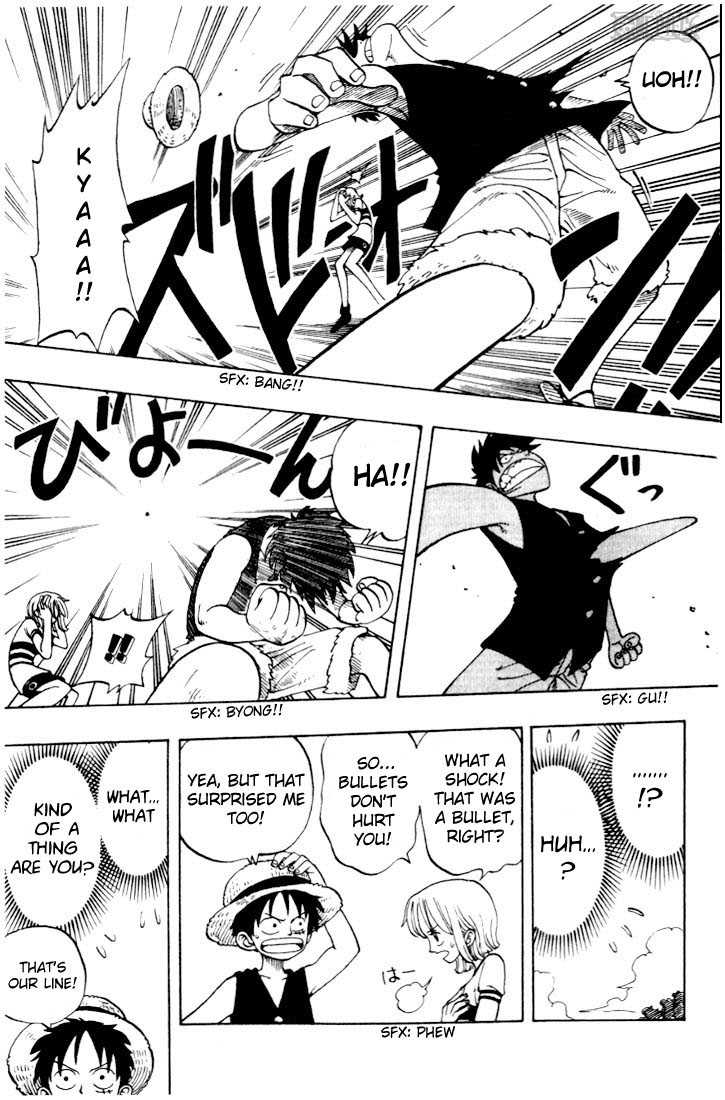 UOH!!
ズドォォ!!!
K
Y
A
A
A
A!!
SFX: BANG!!
ぐっ
SFX: GU!!
HA!!
びよーん
!!
SFX: BYONG!!
.......
!?
HUH...
?
WHAT A
SHOCK!
THAT WAS
A BULLET,
RIGHT?
SO...
BULLETS
DON'T
HURT
YOU!
YEA, BUT THAT
SURPRISED ME
TOO!
はー
SFX: PHEW
WHAT...
WHAT
KIND
OF A
THING
ARE YOU?
THAT'S
OUR LINE!